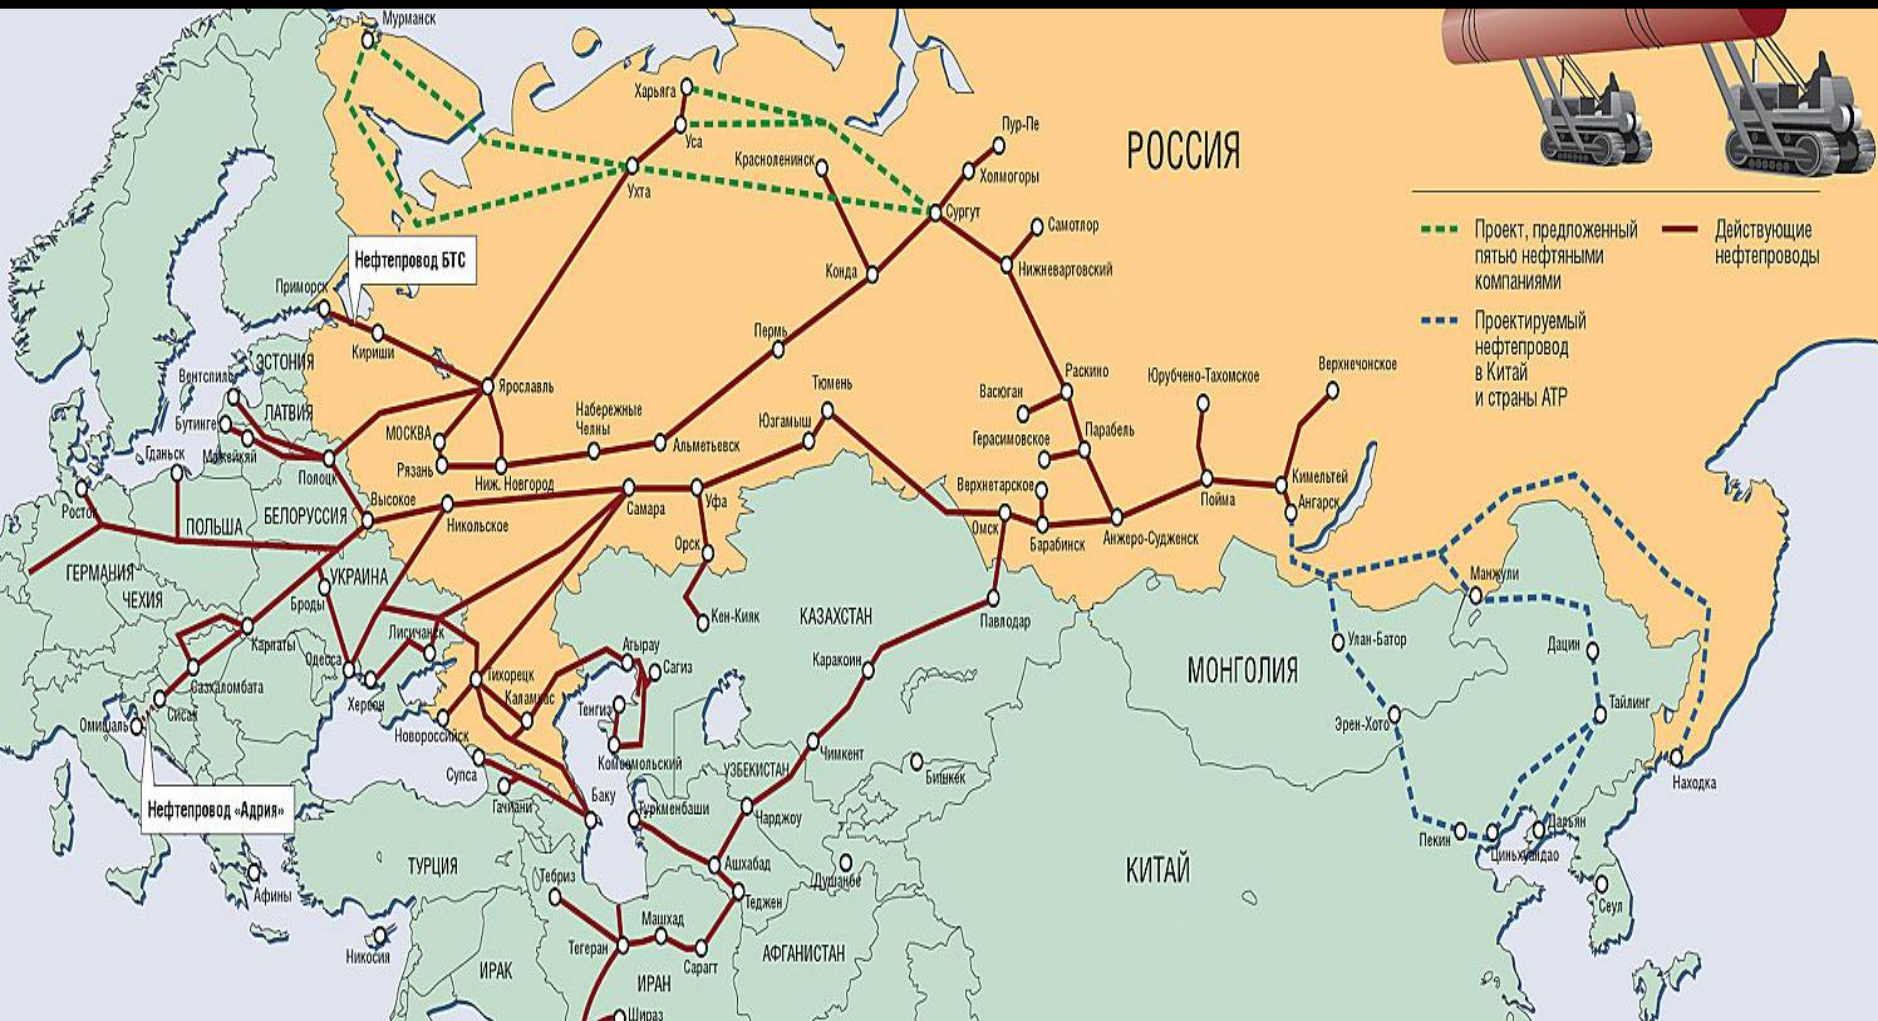 Мурманск
Харьяга
Уса
Ухта
Красноленинск
Пур-Пе
Холмогоры
Сургут
Самотлор
Нижневартовский
Конда
РОССИЯ
Проект, предложенный
пятью нефтяными
компаниями
Действующие
нефтепроводы
Проектируемый
нефтепровод
в Китай
и страны АТР
Нефтепровод БТС
Приморск
Кириши
Ярославль
Пермь
ЭСТОНИЯ
Вентспилс
ЛАТВИЯ
Бутинге
Мажейкяй
Гданьск
Полоцк
МОСКВА
Рязань
Ниж. Новгород
Набережные
Челны
Альметьевск
Юзгамыш
Тюмень
Васюган
Раскино
Герасимовское
Парабель
Юрубчено-Тахомское
Верхнечонское
Верхнетарское
Омск
Барабинск
Анжеро-Судженск
Пойма
Кимельтей
Ангарск
Росток
ПОЛЬША
БЕЛОРУССИЯ
Высокое
Никольское
Самара
Уфа
Орск
Кен-Кияк
КАЗАХСТАН
Павлодар
ГЕРМАНИЯ
ЧЕХИЯ
УКРАИНА
Броды
Карпаты
Лисичанск
Одесса
Херсон
Сазхаломбата
Сисак
Омишаль
Нефтепровод «Адрия»
Тихорецк
Каламкас
Новороссийск
Атырау
Сагиз
Тенгиз
Комсомольский
Каракоин
Чимкент
УЗБЕКИСТАН
Бишкек
МОНГОЛИЯ
Манжули
Улан-Батор
Дацин
Эрен-Хото
Тайлинг
Находка
Супса
Гачиани
Баку
Туркменбаши
Чарджоу
Ашхабад
Душанбе
Теджен
Пекин
Циньхуандао
Дальян
Сеул
КИТАЙ
ТУРЦИЯ
Тебриз
Афины
Никосия
Тегеран
Машхад
Сарагт
АФГАНИСТАН
ИРАК
ИРАН
Шираз